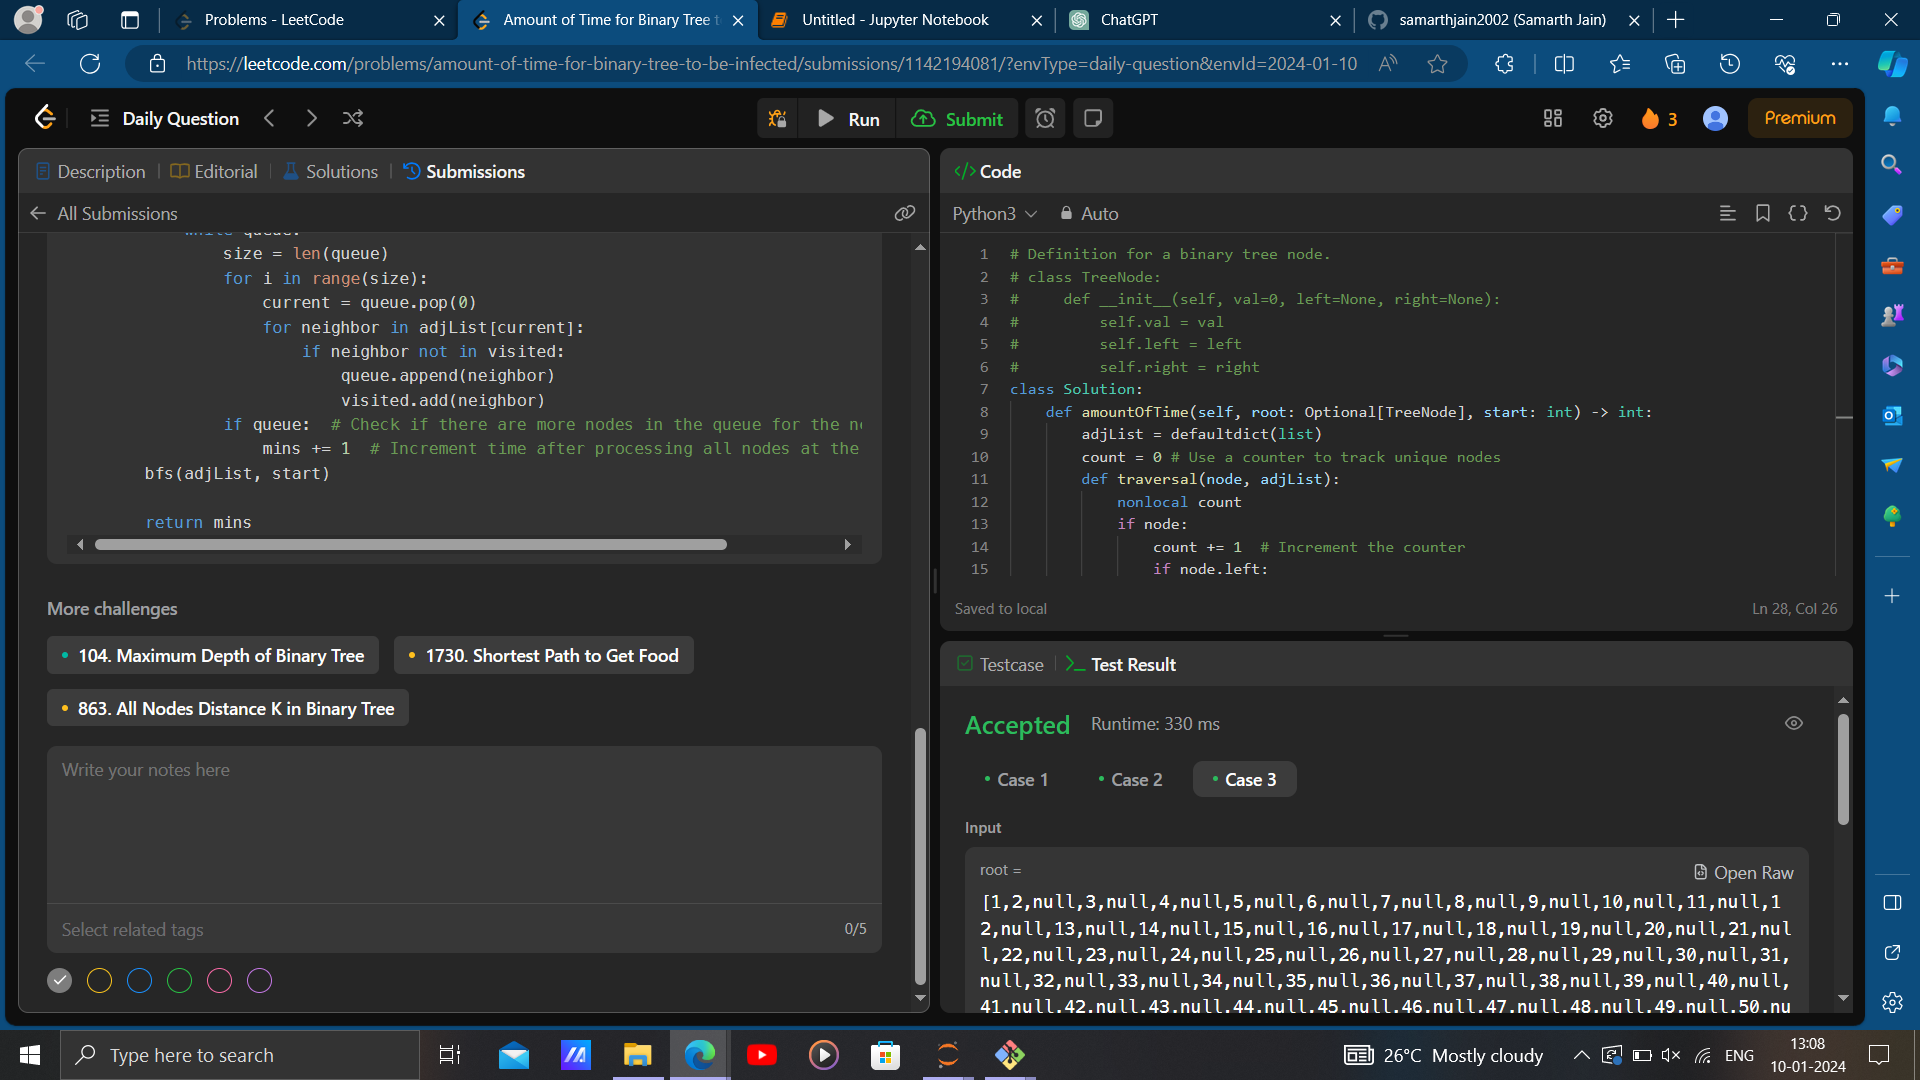 Problems - LeetCode
Amount of Time for Binary Tree t
Untitled - Jupyter Notebook
ChatGPT
samarthjain2002 (Samarth Jain)
https://leetcode.com/problems/amount-of-time-for-binary-tree-to-be-infected/submissions/1142194081/?envType=daily-question&envId=2024-01-10
Daily Question
Run
Submit
3
Premium
Description
Editorial
Solutions
Submissions
All Submissions
while queue:
size = len(queue)
for i in range(size):
current = queue.pop(0)
for neighbor in adjList[current]:
if neighbor not in visited:
queue.append(neighbor)
visited.add(neighbor)
if queue:  # Check if there are more nodes in the queue for the n
mins += 1  # Increment time after processing all nodes at the
bfs(adjList, start)
return mins
More challenges
104. Maximum Depth of Binary Tree
1730. Shortest Path to Get Food
863. All Nodes Distance K in Binary Tree
Write your notes here
Select related tags
0/5
</> Code
Python3
Auto
1 # Definition for a binary tree node.
2 # class TreeNode:
3 #     def __init__(self, val=0, left=None, right=None):
4 #         self.val = val
5 #         self.left = left
6 #         self.right = right
7 class Solution:
8     def amountOfTime(self, root: Optional[TreeNode], start: int) -> int:
9         adjList = defaultdict(list)
10         count = 0 # Use a counter to track unique nodes
11         def traversal(node, adjList):
12             nonlocal count
13             if node:
14                 count += 1  # Increment the counter
15                 if node.left:
Saved to local
Ln 28, Col 26
Testcase
Test Result
Accepted
Runtime: 330 ms
Case 1
Case 2
Case 3
Input
root =
Open Raw
[1,2,null,3,null,4,null,5,null,6,null,7,null,8,null,9,null,10,null,11,null,1
2,null,13,null,14,null,15,null,16,null,17,null,18,null,19,null,20,null,21,nul
l,22,null,23,null,24,null,25,null,26,null,27,null,28,null,29,null,30,null,31,
null,32,null,33,null,34,null,35,null,36,null,37,null,38,null,39,null,40,null,
41,null,42,null,43,null,44,null,45,null,46,null,47,null,48,null,49,null,50,nu
Type here to search
26°C Mostly cloudy
ENG
13:08
10-01-2024